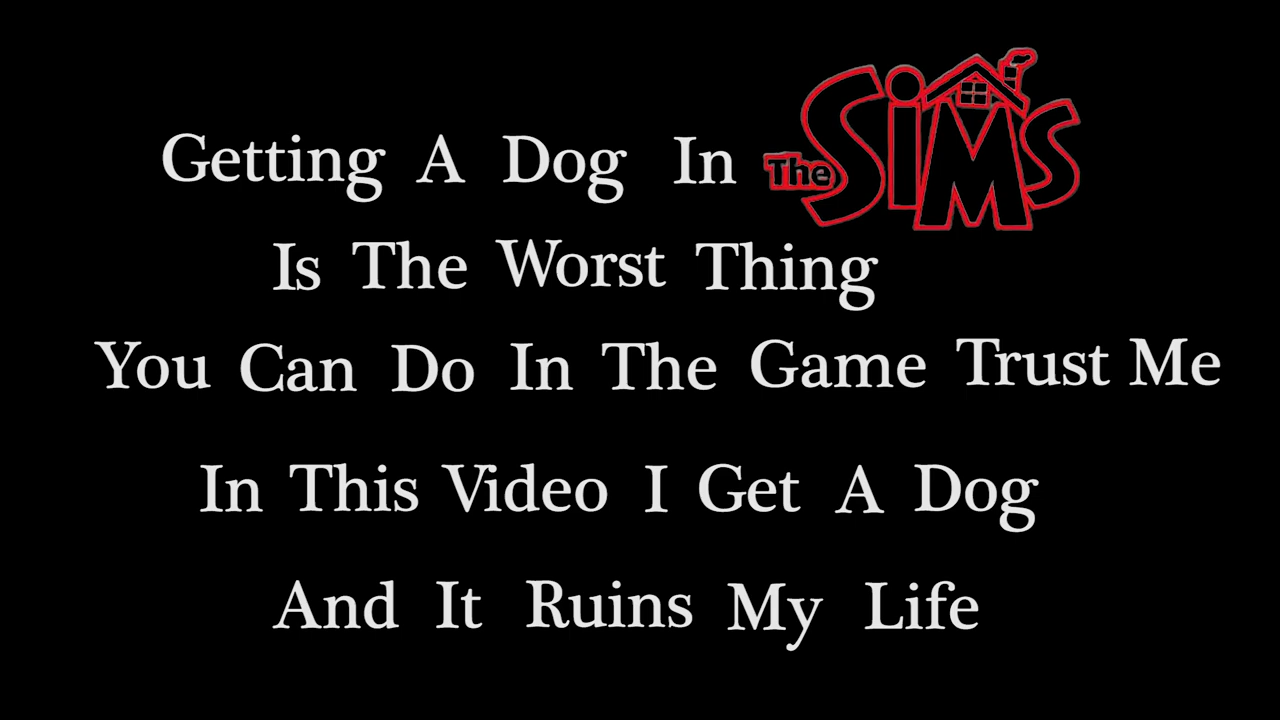 Getting A Dog In The SiMS
Is The Worst Thing
You Can Do In The Game Trust Me
In This Video I Get A Dog
And It Ruins My Life